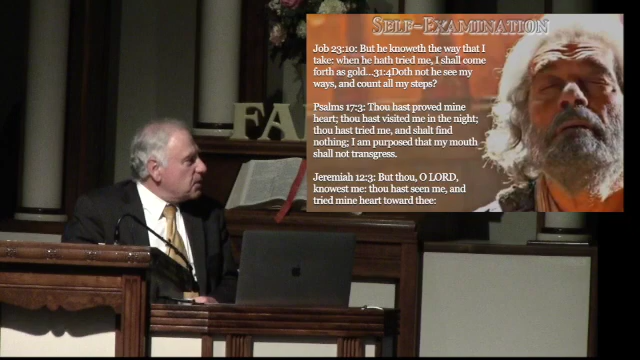 Self-Examination
Job 23:10: But he knoweth the way that I
take: when he hath tried me, I shall come
forth as gold...31:4Doth not he see my
ways, and count all my steps?
Psalms 17:3: Thou hast proved mine
heart; thou hast visited me in the night;
thou hast tried me, and shalt find
nothing; I am purposed that my mouth
shall not transgress.
Jeremiah 12:3: But thou, O LORD,
knowest me: thou hast seen me, and
tried mine heart toward thee:
FA